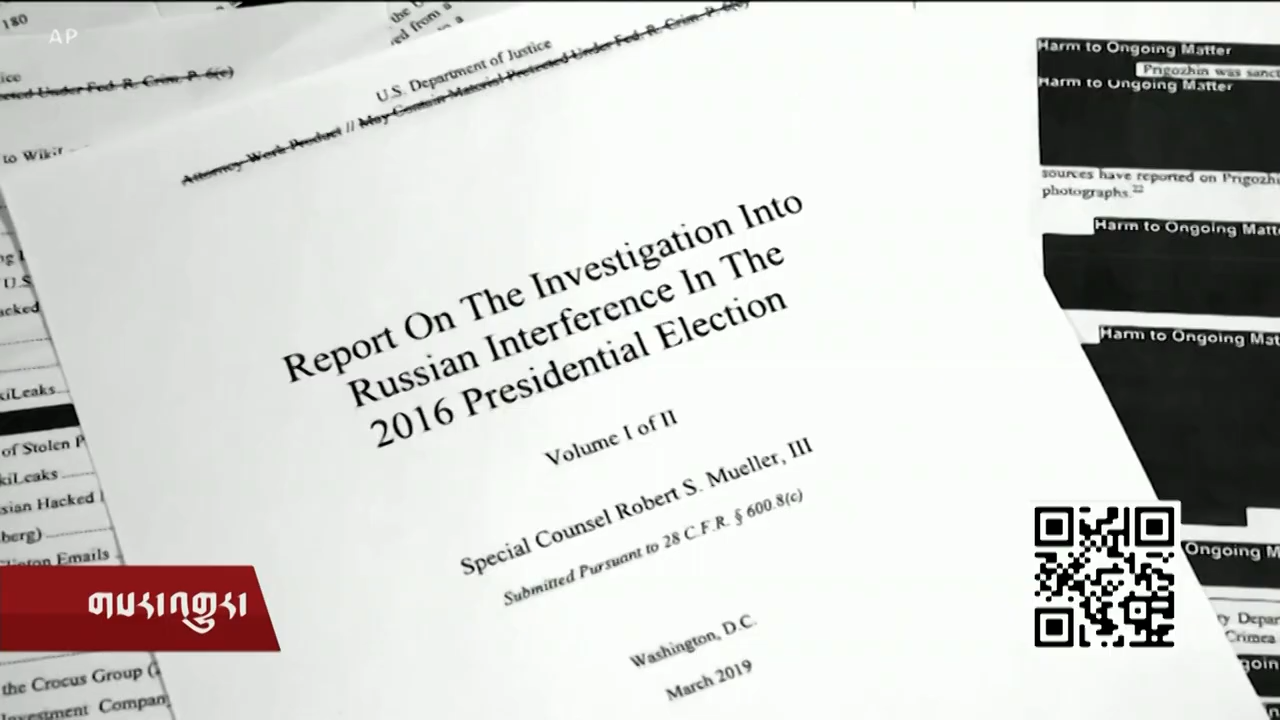 180
AP
U.S. Department of Justice
Attorney Work Product // May Contain Material Protected Under Fed. R. Crim. P. 6(e)
Report On The Investigation Into
Russian Interference In The
2016 Presidential Election
Volume I of II
Special Counsel Robert S. Mueller, III
Submitted Pursuant to 28 C.F.R. § 600.8(c)
Washington, D.C.
March 2019
Harm to Ongoing Matter
Prigozhin was sanct
Harm to Ongoing Matter
sources have reported on Prigozhi
photographs.22
Harm to Ongoing Matt
Harm to Ongoing Mat
Ongoing M
Crimea
of Stolen P
kiLeaks
sian Hacked
berg)
Emails
གསར་འགྱུར།
the Crocus Group (
Investment Compan